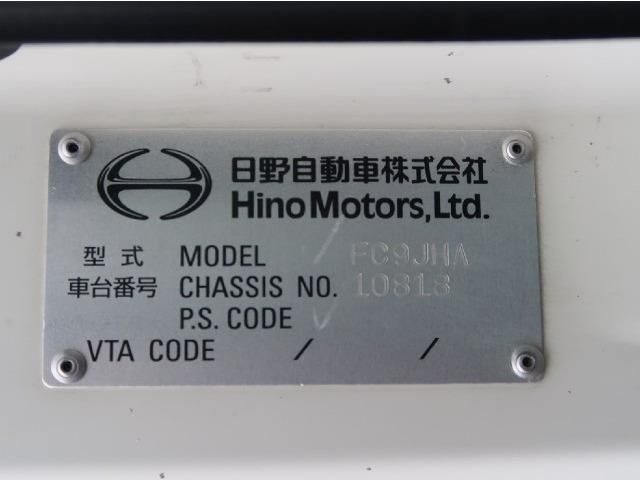 日野自動車株式会社
Hino Motors, Ltd.
型式 MODEL FC9JHA
車台番号 CHASSIS NO. 10818
P.S. CODE
VTA CODE / /